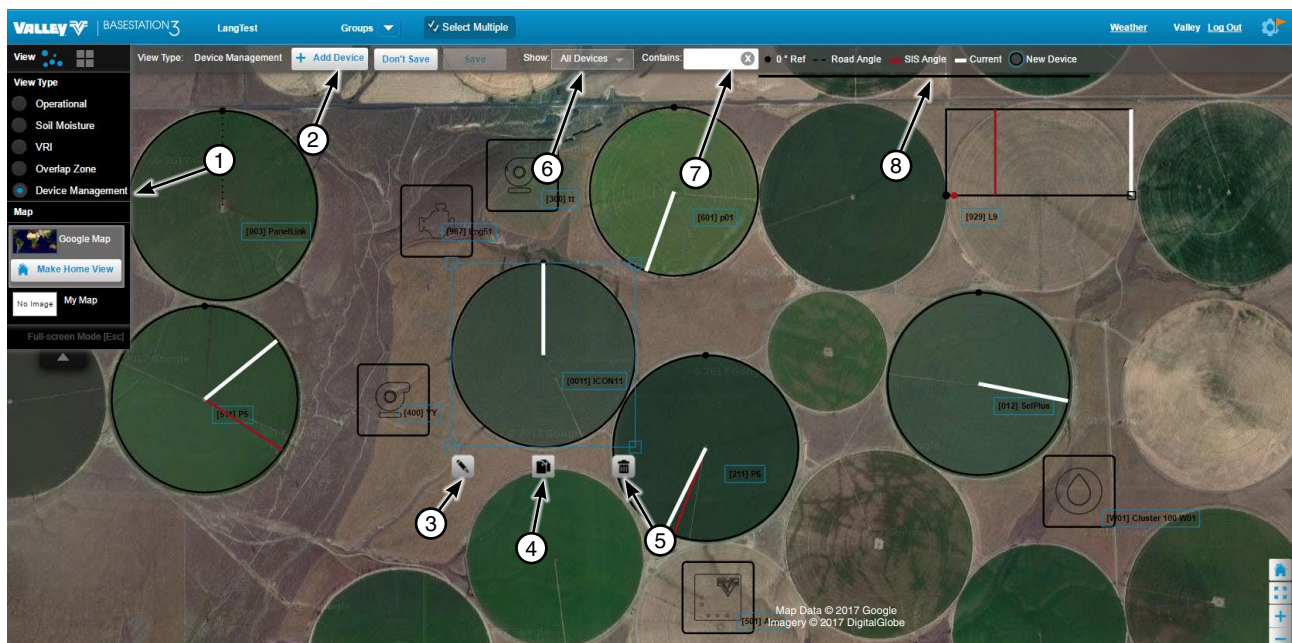 VALLEY | BASESTATION3 LangTest Groups Select Multiple Weather Valley Log Out
View View Type: Device Management + Add Device Don't Save Save Show: All Devices Contains: 0 ° Ref Road Angle SIS Angle Current New Device
View Type
Operational
Soil Moisture
VRI
Overlap Zone
Device Management
Map
Google Map
Make Home View
No Image My Map
Full-screen Mode [Esc]
1
2
6
7
8
[300] tt
[003] PanelLink
[967] Eng51
[601] p01
[929] L9
[0011] ICON11
[400] YY
[012] SelPlus
[211] P6
3
4
5
[W01] Cluster 100 W01
Map Data © 2017 Google
Imagery © 2017 DigitalGlobe